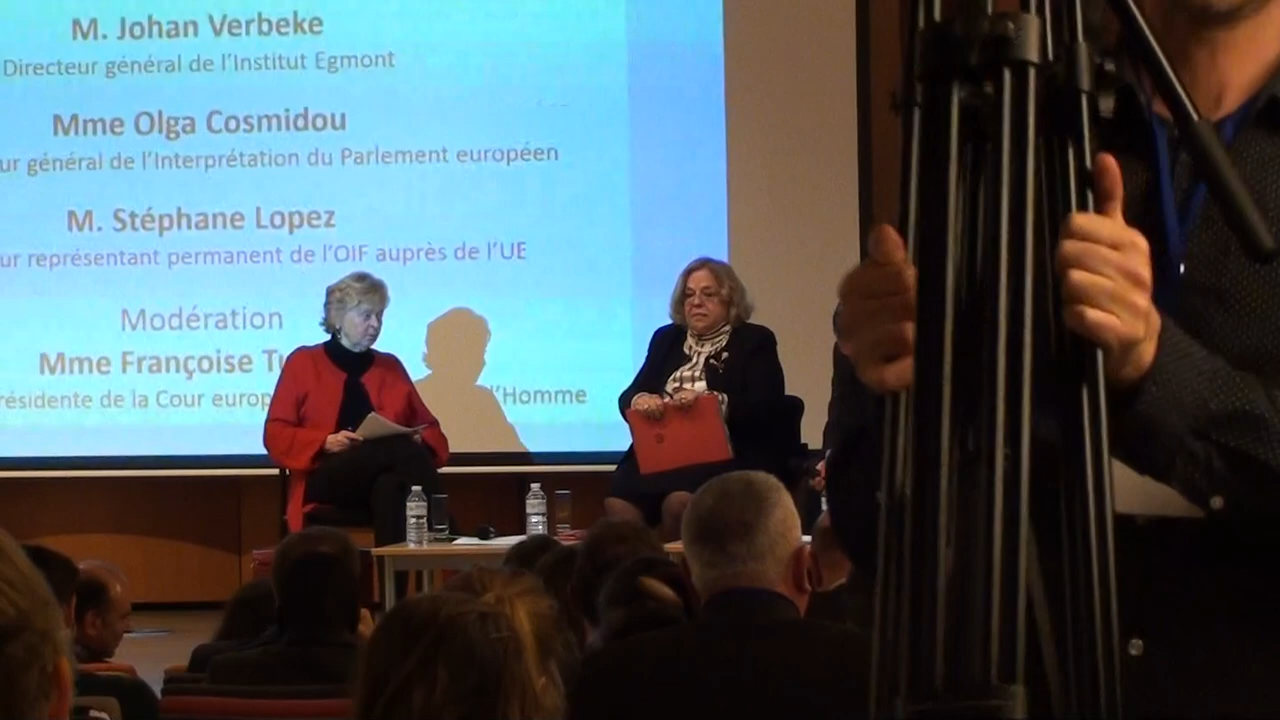 M. Johan Verbeke
Directeur général de l'Institut Egmont
Mme Olga Cosmidou
ur général de l'Interprétation du Parlement européen
M. Stéphane Lopez
ur représentant permanent de l'OIF auprès de l'UE
Modération
Mme Françoise Tu
résidente de la Cour europ l'Homme